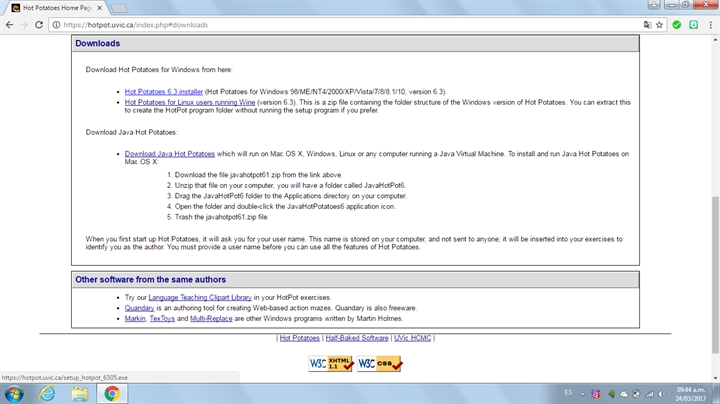 Hot Potatoes Home Page
https://hotpot.uvic.ca/index.php#downloads
Downloads
Download Hot Potatoes for Windows from here:
Hot Potatoes 6.3 installer (Hot Potatoes for Windows 98/ME/NT4/2000/XP/Vista/7/8/8.1/10, version 6.3).
Hot Potatoes for Linux users running Wine (version 6.3). This is a zip file containing the folder structure of the Windows version of Hot Potatoes. You can extract this
to create the HotPot program folder without running the setup program if you prefer.
Download Java Hot Potatoes:
Download Java Hot Potatoes which will run on Mac OS X, Windows, Linux or any computer running a Java Virtual Machine. To install and run Java Hot Potatoes on
Mac OS X:
1. Download the file javahotpot61.zip from the link above.
2. Unzip that file on your computer, you will have a folder called JavaHotPot6.
3. Drag the JavaHotPot6 folder to the Applications directory on your computer.
4. Open the folder and double-click the JavaHotPotatoes6 application icon.
5. Trash the javahotpot61.zip file.
When you first start up Hot Potatoes, it will ask you for your user name. This name is stored on your computer, and not sent to anyone; it will be inserted into your exercises to
identify you as the author. You must provide a user name before you can use all the features of Hot Potatoes.
Other software from the same authors
Try our Language Teaching Clipart Library in your HotPot exercises.
Quandary is an authoring tool for creating Web-based action mazes. Quandary is also freeware.
Markin, TexToys and Multi-Replace are other Windows programs written by Martin Holmes.
| Hot Potatoes | Half-Baked Software | UVic HCMC |
W3C XHTML 1.1 W3C CSS
https://hotpot.uvic.ca/setup_hotpot_6305.exe
ES
09:44 a.m.
24/03/2017